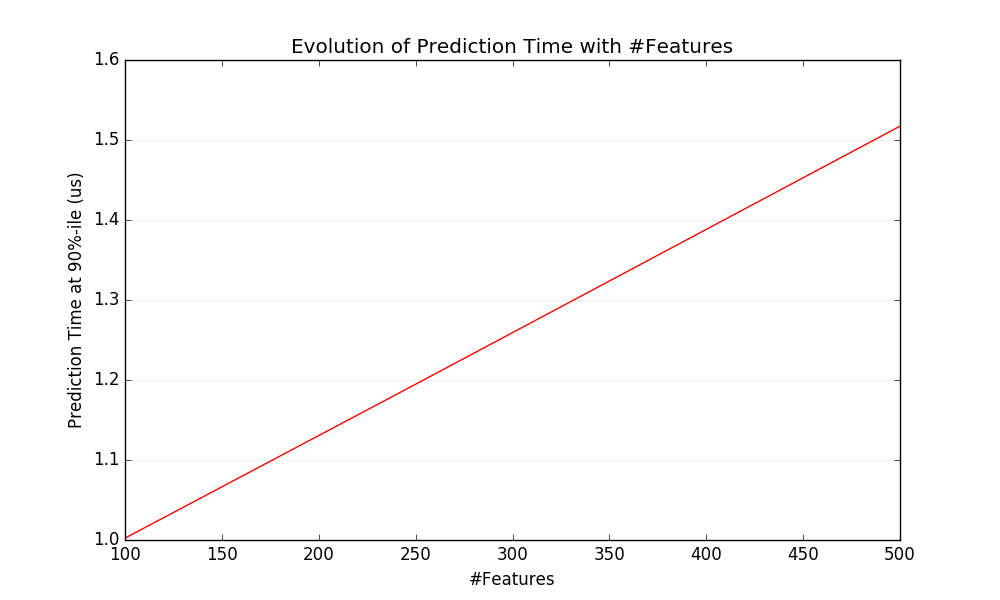 Evolution of Prediction Time with #Features
1.6
1.5
1.4
1.3
1.2
1.1
1.0
Prediction Time at 90%-ile (us)
100 150 200 250 300 350 400 450 500
#Features